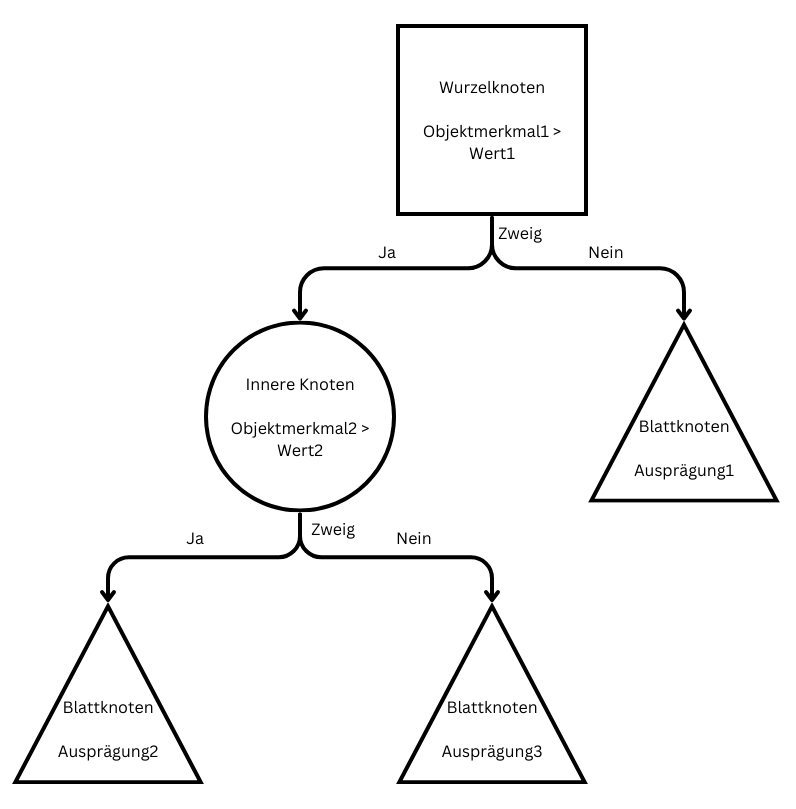 Wurzelknoten
Objektmerkmal1 >
Wert1
Zweig
Ja
Nein
Innere Knoten
Objektmerkmal2 >
Wert2
Blattknoten
Ausprägung1
Zweig
Ja
Nein
Blattknoten
Ausprägung2
Blattknoten
Ausprägung3